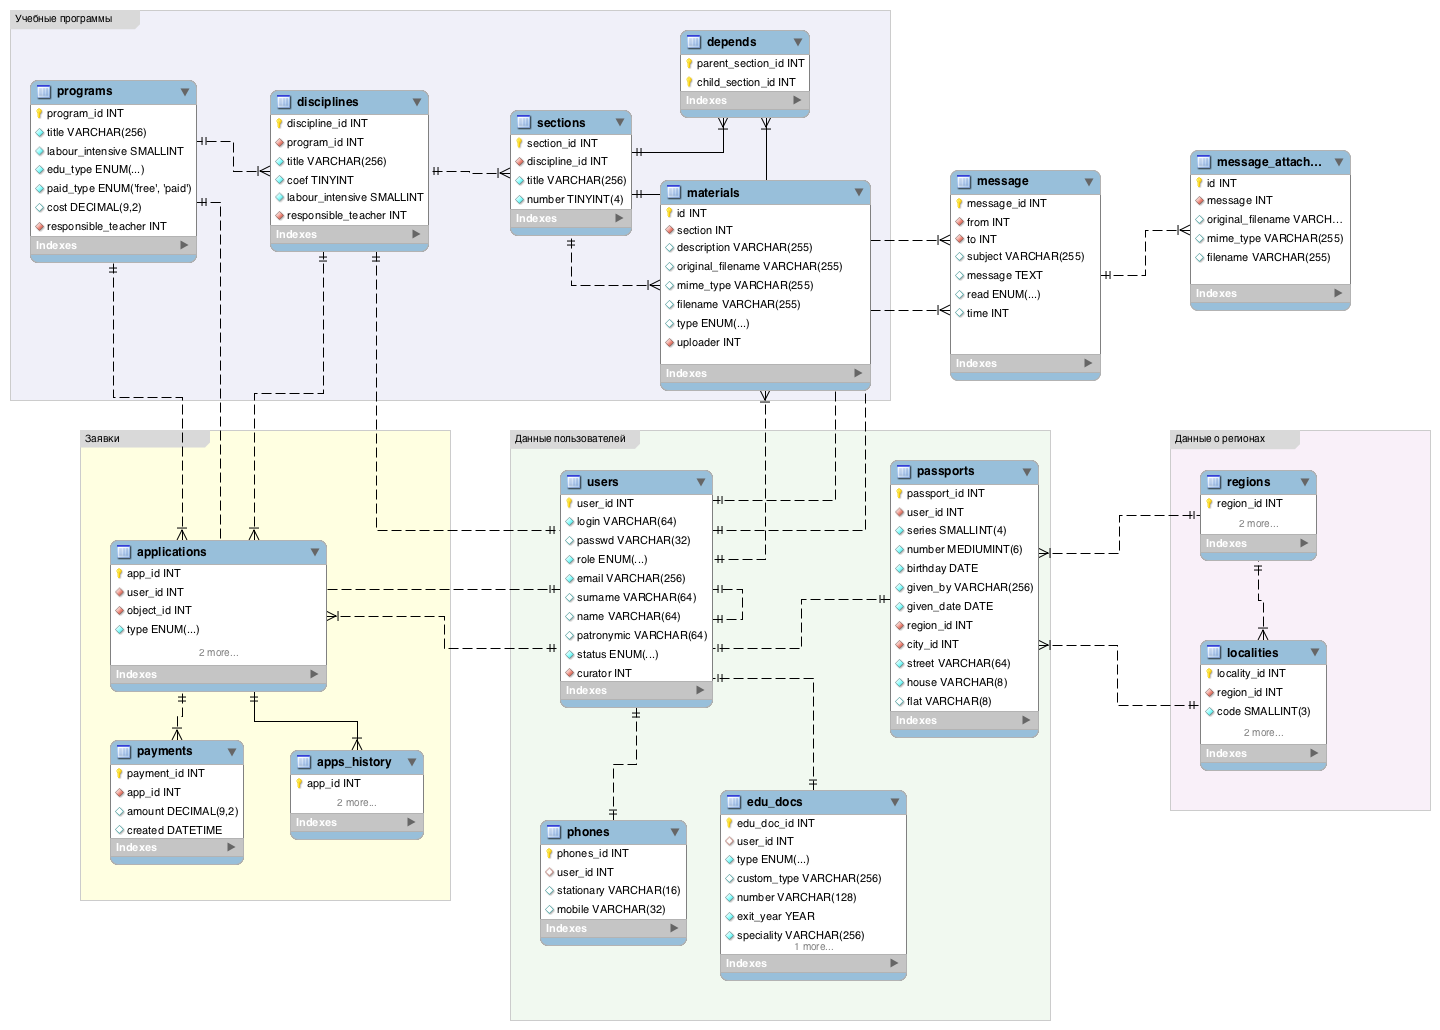 Учебные программы
programs
program_id INT
title VARCHAR(256)
labour_intensive SMALLINT
edu_type ENUM(...)
paid_type ENUM('free', 'paid')
cost DECIMAL(9,2)
responsible_teacher INT
Indexes
disciplines
discipline_id INT
program_id INT
title VARCHAR(256)
coef TINYINT
labour_intensive SMALLINT
responsible_teacher INT
Indexes
sections
section_id INT
discipline_id INT
title VARCHAR(256)
number TINYINT(4)
Indexes
depends
parent_section_id INT
child_section_id INT
Indexes
materials
id INT
section INT
description VARCHAR(255)
original_filename VARCHAR(255)
mime_type VARCHAR(255)
filename VARCHAR(255)
type ENUM(...)
uploader INT
Indexes
message
message_id INT
from INT
to INT
subject VARCHAR(255)
message TEXT
read ENUM(...)
time INT
Indexes
message_attach...
id INT
message INT
original_filename VARCH...
mime_type VARCHAR(255)
filename VARCHAR(255)
Indexes
Заявки
applications
app_id INT
user_id INT
object_id INT
type ENUM(...)
2 more...
Indexes
payments
payment_id INT
app_id INT
amount DECIMAL(9,2)
created DATETIME
Indexes
apps_history
app_id INT
2 more...
Indexes
Данные пользователей
users
user_id INT
login VARCHAR(64)
passwd VARCHAR(32)
role ENUM(...)
email VARCHAR(256)
surname VARCHAR(64)
name VARCHAR(64)
patronymic VARCHAR(64)
status ENUM(...)
curator INT
Indexes
passports
passport_id INT
user_id INT
series SMALLINT(4)
number MEDIUMINT(6)
birthday DATE
given_by VARCHAR(256)
given_date DATE
region_id INT
city_id INT
street VARCHAR(64)
house VARCHAR(8)
flat VARCHAR(8)
Indexes
phones
phones_id INT
user_id INT
stationary VARCHAR(16)
mobile VARCHAR(32)
Indexes
edu_docs
edu_doc_id INT
user_id INT
type ENUM(...)
custom_type VARCHAR(256)
number VARCHAR(128)
exit_year YEAR
speciality VARCHAR(256)
1 more...
Indexes
Данные о регионах
regions
region_id INT
2 more...
Indexes
localities
locality_id INT
region_id INT
code SMALLINT(3)
2 more...
Indexes